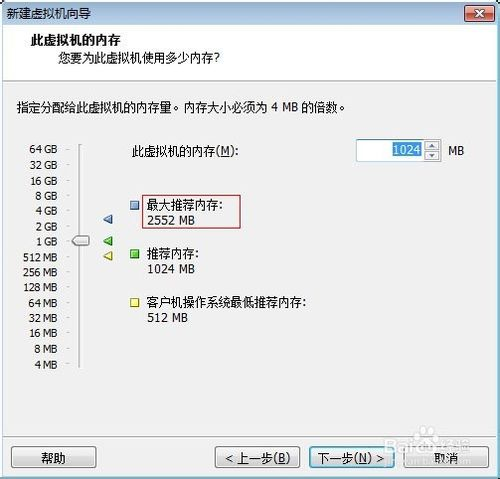 新建虚拟机向导
此虚拟机的内存
您要为此虚拟机使用多少内存?
指定分配给此虚拟机的内存量。内存大小必须为 4 MB 的倍数。
此虚拟机的内存(M): 1024 MB
64 GB
32 GB
16 GB
8 GB
4 GB
2 GB
1 GB
512 MB
256 MB
128 MB
64 MB
32 MB
16 MB
8 MB
4 MB
最大推荐内存:
2552 MB
推荐内存:
1024 MB
客户机操作系统最低推荐内存:
512 MB
帮助
< 上一步(B)
下一步(N) >
取消